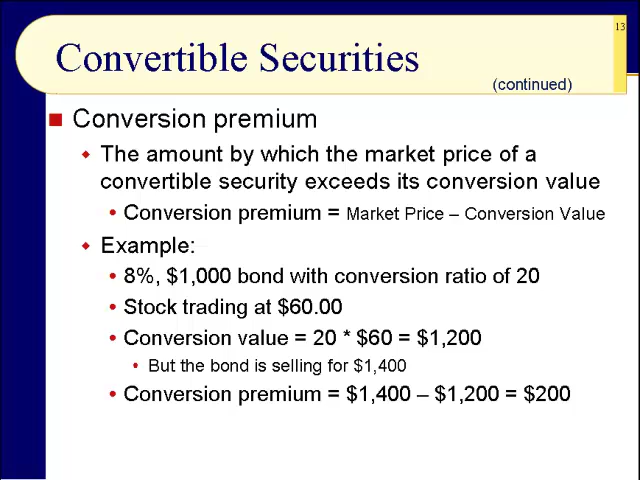 13
Convertible Securities
(continued)
Conversion premium
The amount by which the market price of a
convertible security exceeds its conversion value
• Conversion premium = Market Price – Conversion Value
Example:
• 8%, $1,000 bond with conversion ratio of 20
• Stock trading at $60.00
• Conversion value = 20 * $60 = $1,200
• But the bond is selling for $1,400
• Conversion premium = $1,400 – $1,200 = $200